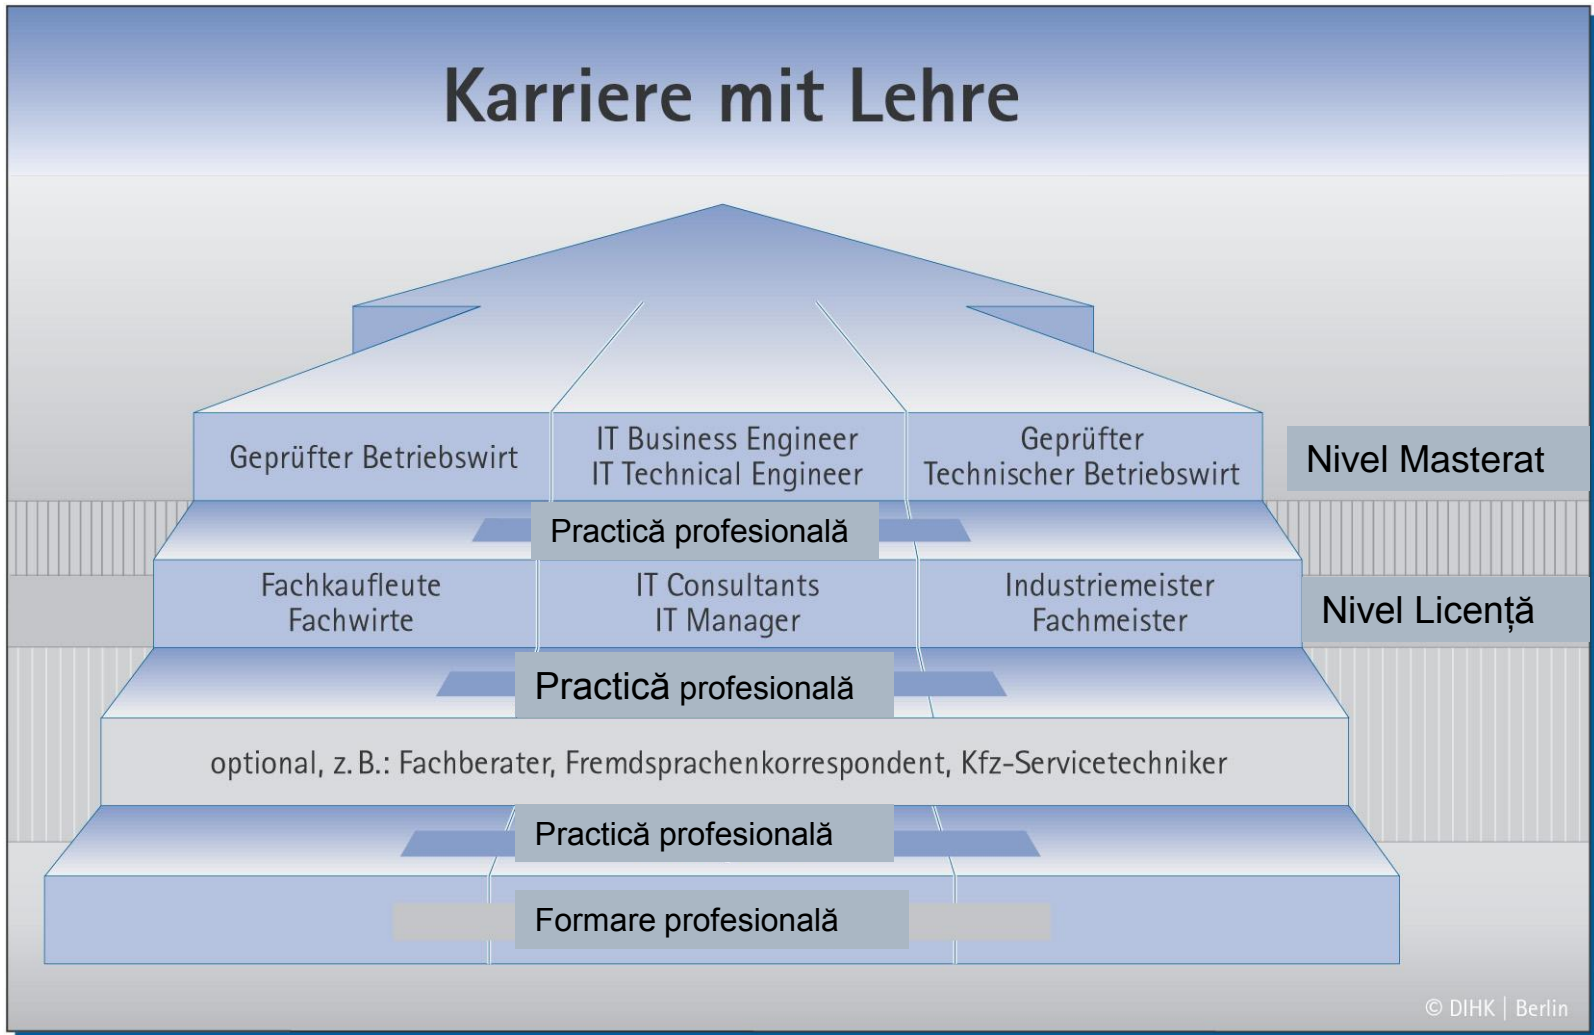 Karriere mit Lehre
Geprüfter Betriebswirt
IT Business Engineer
IT Technical Engineer
Geprüfter
Technischer Betriebswirt
Nivel Masterat
Practică profesională
Fachkaufleute
Fachwirte
IT Consultants
IT Manager
Industriemeister
Fachmeister
Nivel Licență
Practică profesională
optional, z. B.: Fachberater, Fremdsprachenkorrespondent, Kfz-Servicetechniker
Practică profesională
Formare profesională
© DIHK | Berlin